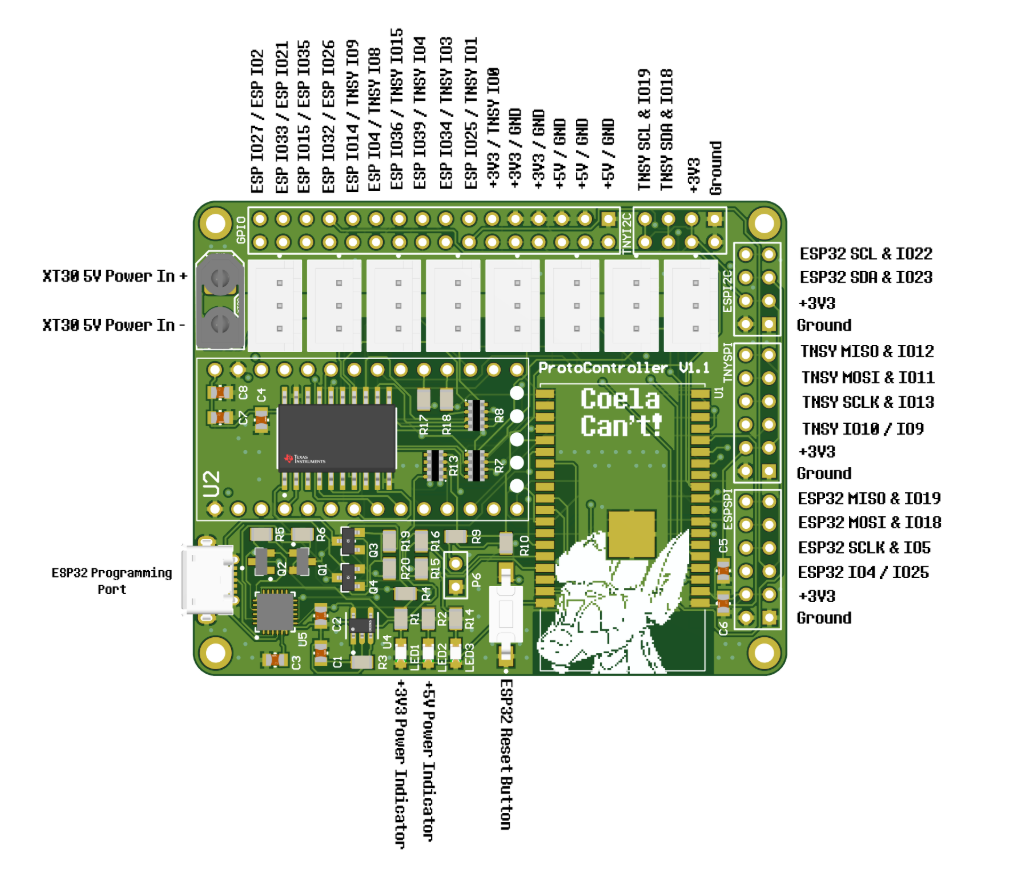 ESP IO27 / ESP IO2
ESP IO33 / ESP IO21
ESP IO15 / ESP IO35
ESP IO32 / ESP IO26
ESP IO14 / TNSY IO9
ESP IO4 / TNSY IO8
ESP IO36 / TNSY IO15
ESP IO39 / TNSY IO4
ESP IO34 / TNSY IO3
ESP IO25 / TNSY IO1
+3V3 / TNSY IO0
+3V3 / GND
+3V3 / GND
+5V / GND
+5V / GND
+5V / GND
TNSY SCL & IO19
TNSY SDA & IO18
+3V3
Ground
GPIO
TNYI2C
XT30 5V Power In +
XT30 5V Power In -
ESPI2C
ESP32 SCL & IO22
ESP32 SDA & IO23
+3V3
Ground
TNYSPI
TNSY MISO & IO12
TNSY MOSI & IO11
TNSY SCLK & IO13
TNSY IO10 / IO9
+3V3
Ground
ESPSPI
ESP32 MISO & IO19
ESP32 MOSI & IO18
ESP32 SCLK & IO5
ESP32 IO4 / IO25
+3V3
Ground
ProtoController V1.1
U1
Coela
Can't!
C8
C7
C4
Texas
Instruments
R17
R18
R8
R13
R7
U2
R5
R6
Q2
Q1
Q3
Q4
R19
R16
R20
R15
R9
R10
P6
R4
C5
C6
ESP32 Programming
Port
U5
C2
C1
C3
U4
R3
R1
R2
R14
LED1
LED2
LED3
+3V3 Power Indicator
+5V Power Indicator
ESP32 Reset Button